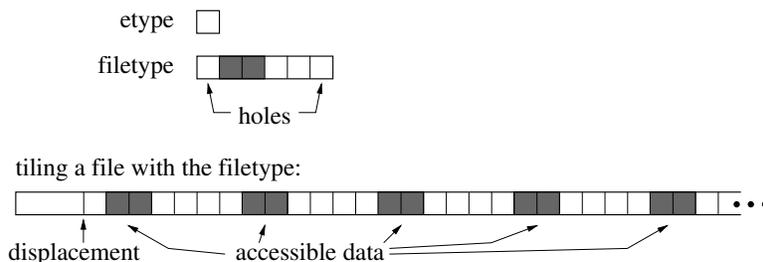 etype
filetype
holes
tiling a file with the filetype:
displacement
accessible data